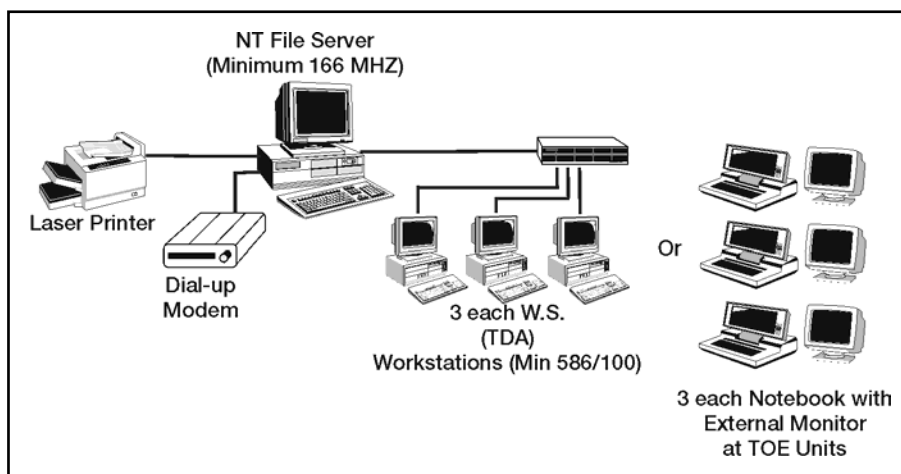 NT File Server
(Minimum 166 MHZ)
Laser Printer
Dial-up
Modem
3 each W.S.
(TDA)
Workstations (Min 586/100)
Or
3 each Notebook with
External Monitor
at TOE Units